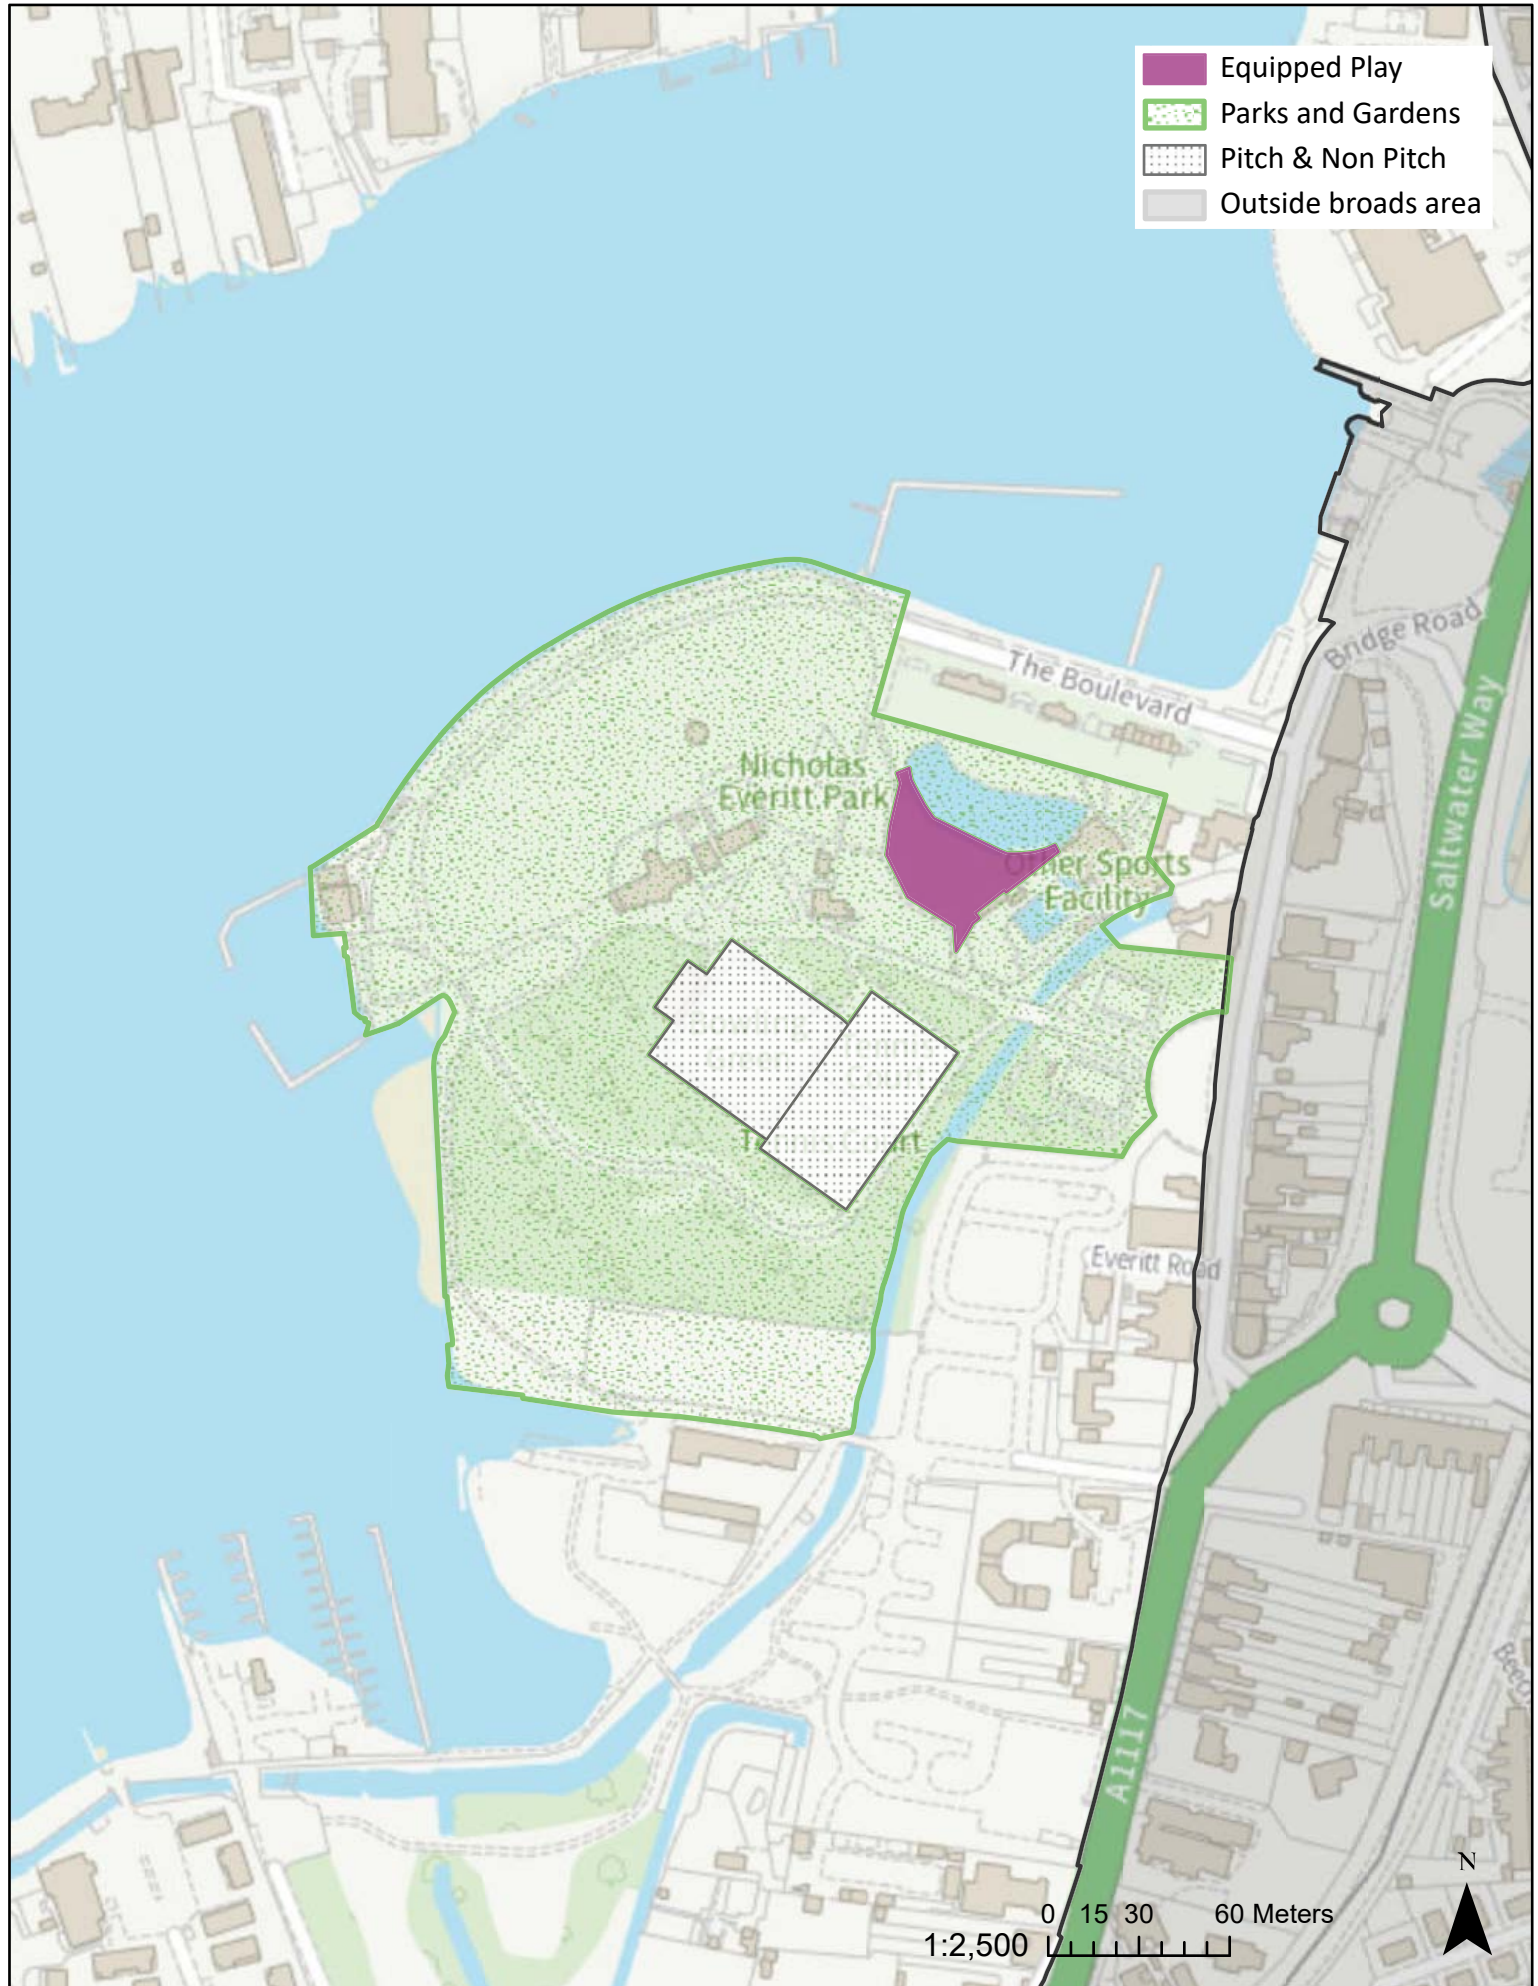 Equipped Play
Parks and Gardens
Pitch & Non Pitch
Outside broads area
Bridge Road
The Boulevard
Saltwater Way
Nicholas
Everitt Park
Other Sports
Facility
Everitt Road
A1117
N
0 15 30 60 Meters
1:2,500